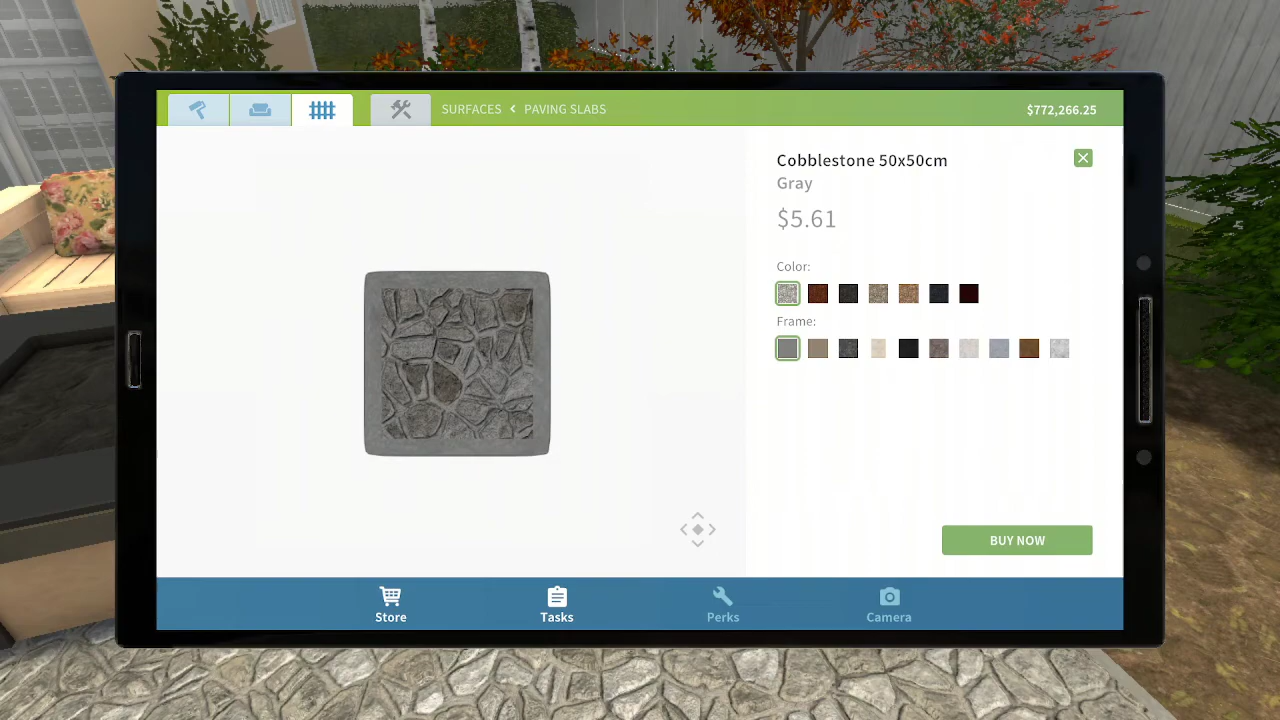 SURFACES < PAVING SLABS
$772,266.25
Cobblestone 50x50cm
Gray
$5.61
Color:
Frame:
BUY NOW
Store
Tasks
Perks
Camera